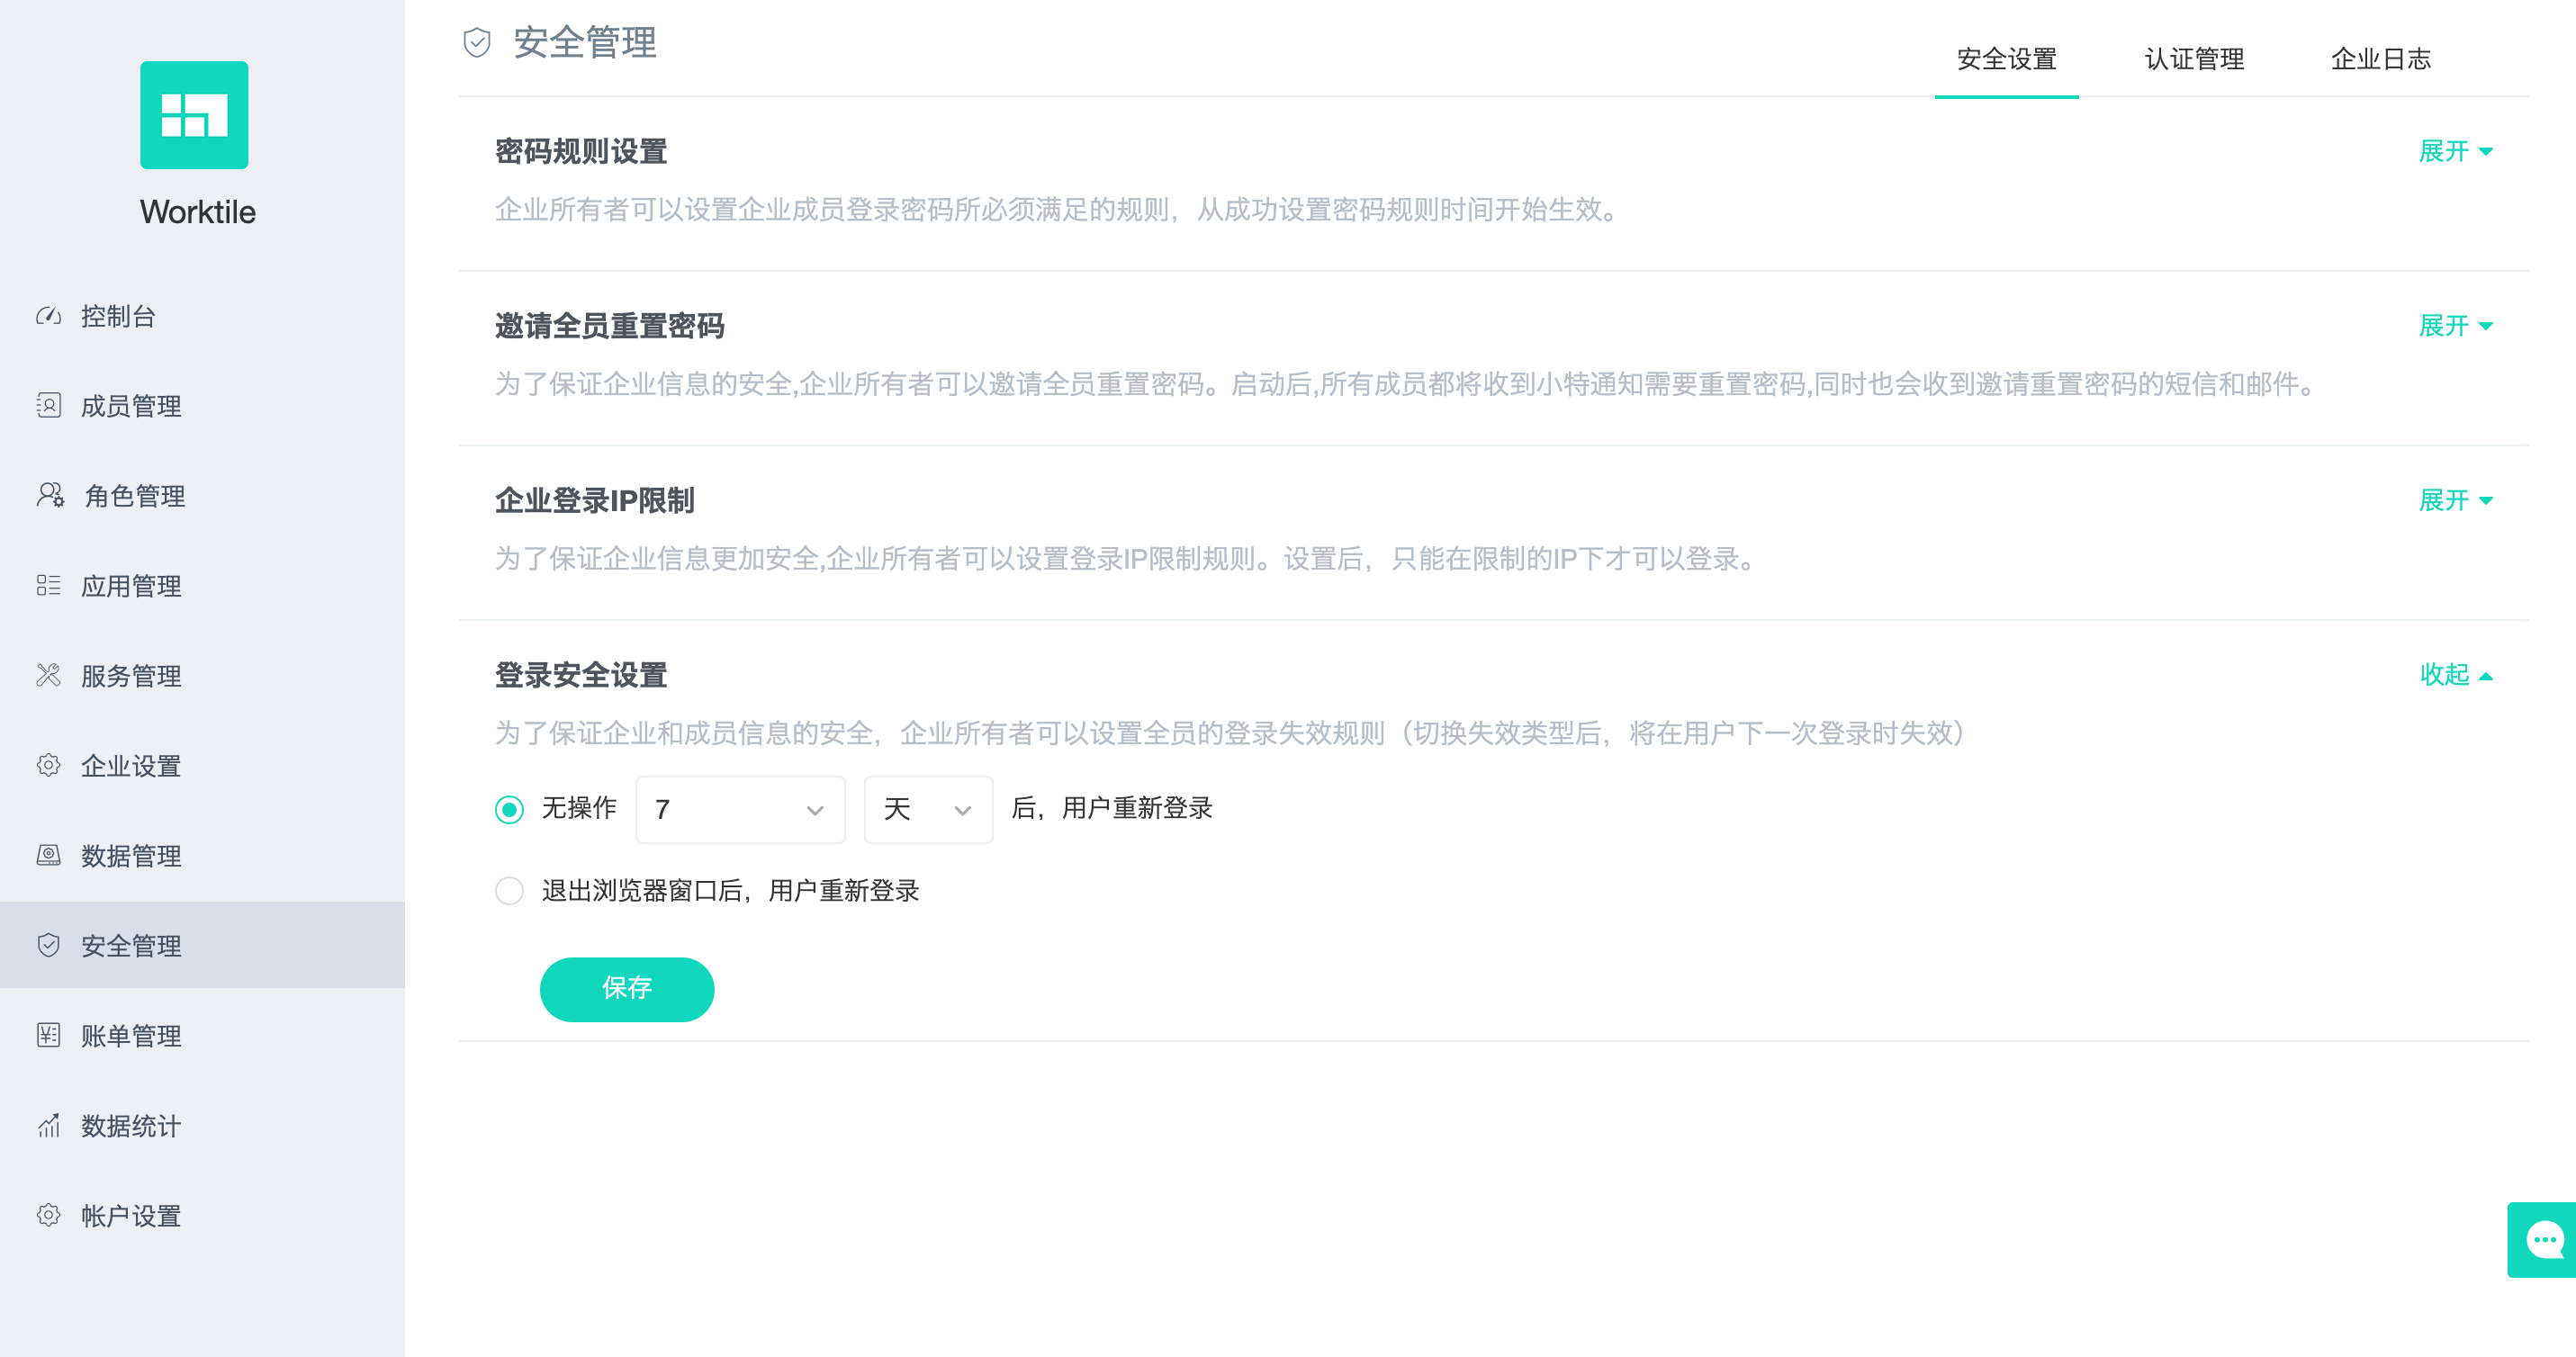 Worktile
控制台
成员管理
角色管理
应用管理
服务管理
企业设置
数据管理
安全管理
账单管理
数据统计
帐户设置
安全管理
安全设置 认证管理 企业日志
密码规则设置 展开
企业所有者可以设置企业成员登录密码所必须满足的规则，从成功设置密码规则时间开始生效。
邀请全员重置密码 展开
为了保证企业信息的安全,企业所有者可以邀请全员重置密码。启动后,所有成员都将收到小特通知需要重置密码,同时也会收到邀请重置密码的短信和邮件。
企业登录IP限制 展开
为了保证企业信息更加安全,企业所有者可以设置登录IP限制规则。设置后，只能在限制的IP下才可以登录。
登录安全设置 收起
为了保证企业和成员信息的安全，企业所有者可以设置全员的登录失效规则（切换失效类型后，将在用户下一次登录时失效）
无操作 7 天 后，用户重新登录
退出浏览器窗口后，用户重新登录
保存